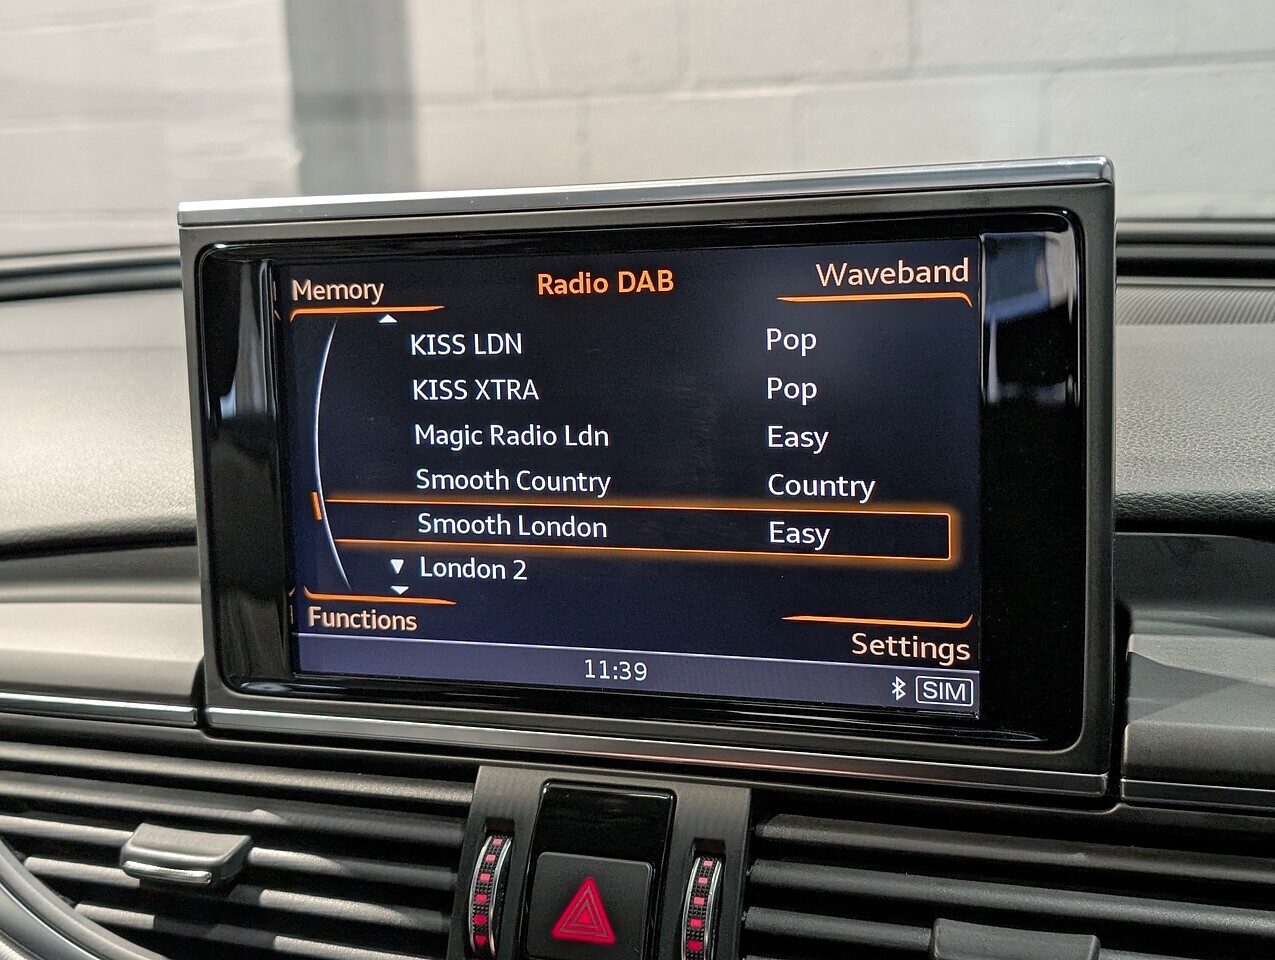 Memory
Radio DAB
Waveband
KISS LDN Pop
KISS XTRA Pop
Magic Radio Ldn Easy
Smooth Country Country
Smooth London Easy
London 2
Functions
Settings
11:39
SIM